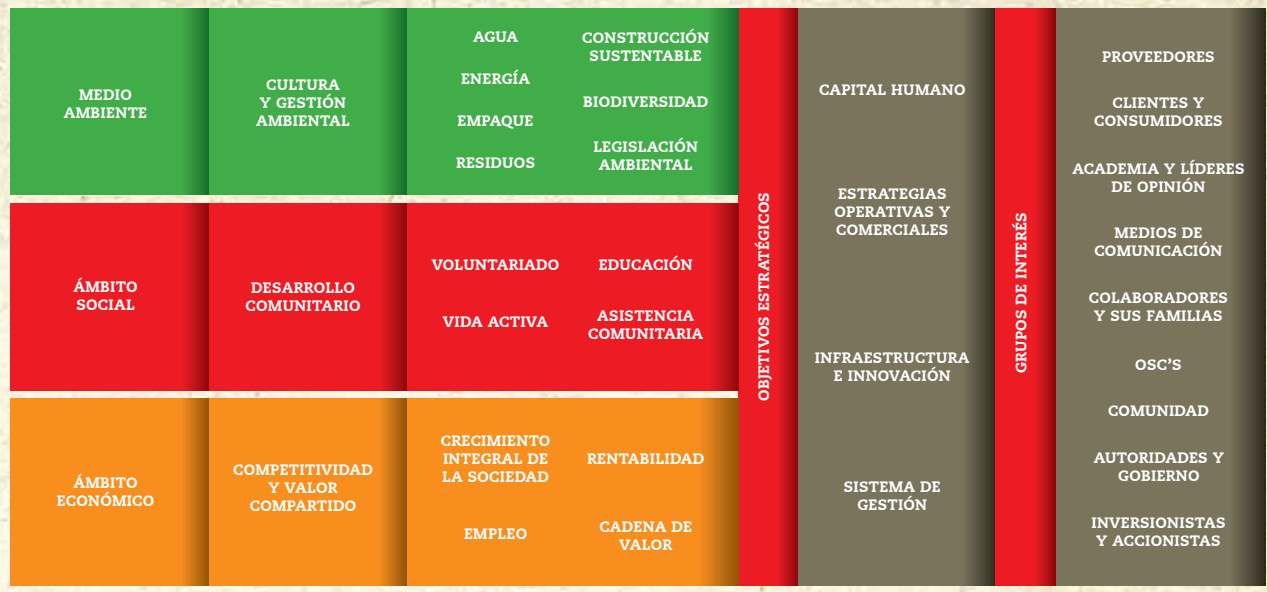 MEDIO
AMBIENTE
CULTURA
Y GESTIÓN
AMBIENTAL
AGUA
ENERGÍA
EMPAQUE
RESIDUOS
CONSTRUCCIÓN
SUSTENTABLE
BIODIVERSIDAD
LEGISLACIÓN
AMBIENTAL
ÁMBITO
SOCIAL
DESARROLLO
COMUNITARIO
VOLUNTARIADO
VIDA ACTIVA
EDUCACIÓN
ASISTENCIA
COMUNITARIA
ÁMBITO
ECONÓMICO
COMPETITIVIDAD
Y VALOR
COMPARTIDO
CRECIMIENTO
INTEGRAL DE
LA SOCIEDAD
EMPLEO
RENTABILIDAD
CADENA DE
VALOR
OBJETIVOS ESTRATÉGICOS
CAPITAL HUMANO
ESTRATEGIAS
OPERATIVAS Y
COMERCIALES
INFRAESTRUCTURA
E INNOVACIÓN
SISTEMA DE
GESTIÓN
GRUPOS DE INTERÉS
PROVEEDORES
CLIENTES Y
CONSUMIDORES
ACADEMIA Y LÍDERES
DE OPINIÓN
MEDIOS DE
COMUNICACIÓN
COLABORADORES
Y SUS FAMILIAS
OSC'S
COMUNIDAD
AUTORIDADES Y
GOBIERNO
INVERSIONISTAS
Y ACCIONISTAS